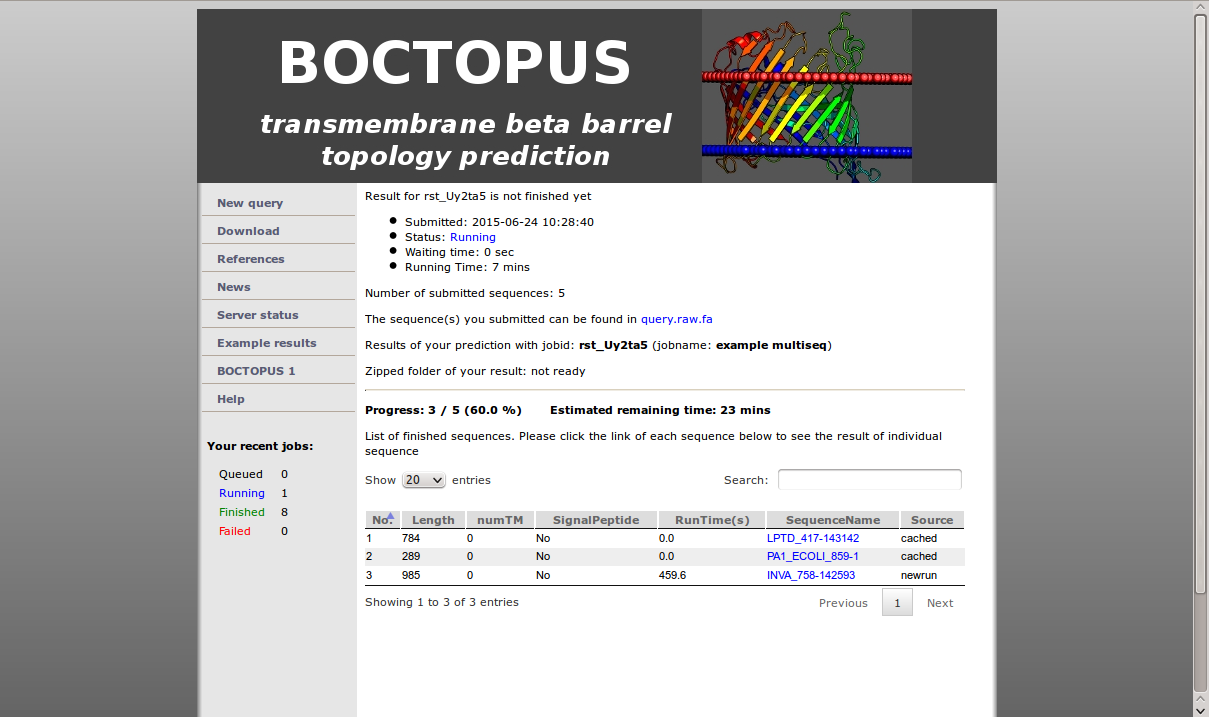 BOCTOPUS
transmembrane beta barrel
topology prediction
New query
Download
References
News
Server status
Example results
BOCTOPUS 1
Help
Your recent jobs:
Queued 0
Running 1
Finished 8
Failed 0
Result for rst_Uy2ta5 is not finished yet
Submitted: 2015-06-24 10:28:40
Status: Running
Waiting time: 0 sec
Running Time: 7 mins
Number of submitted sequences: 5
The sequence(s) you submitted can be found in query.raw.fa
Results of your prediction with jobid: rst_Uy2ta5 (jobname: example multiseq)
Zipped folder of your result: not ready
Progress: 3 / 5 (60.0 %) Estimated remaining time: 23 mins
List of finished sequences. Please click the link of each sequence below to see the result of individual
sequence
Show 20 entries Search:
No. Length numTM SignalPeptide RunTime(s) SequenceName Source
1 784 0 No 0.0 LPTD_417-143142 cached
2 289 0 No 0.0 PA1_ECOLI_859-1 cached
3 985 0 No 459.6 INVA_758-142593 newrun
Showing 1 to 3 of 3 entries Previous 1 Next